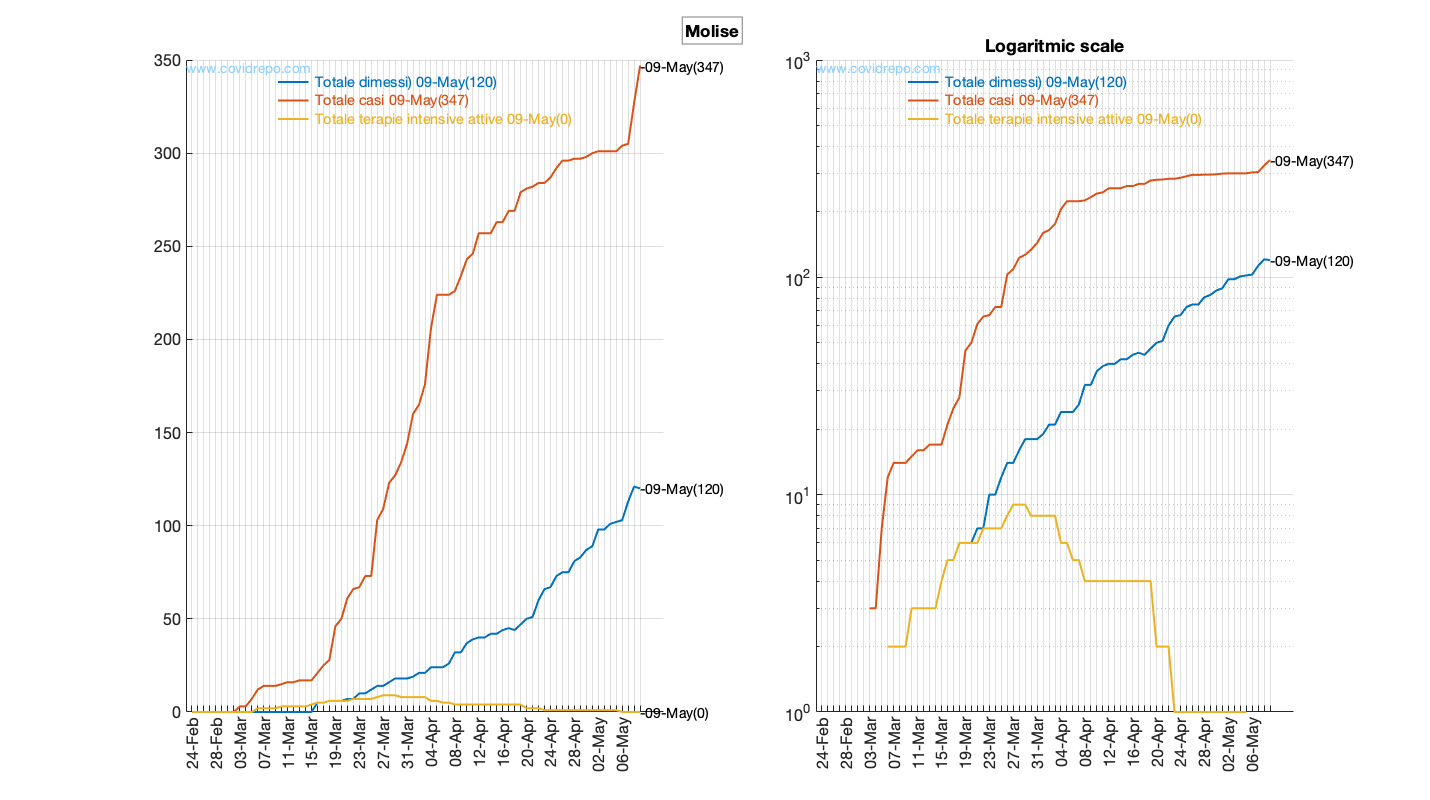 Molise
www.covidrepo.com
Totale dimessi) 09-May(120)
Totale casi 09-May(347)
Totale terapie intensive attive 09-May(0)
350
300
250
200
150
100
50
0
-09-May(347)
-09-May(120)
-09-May(0)
24-Feb
28-Feb
03-Mar
07-Mar
11-Mar
15-Mar
19-Mar
23-Mar
27-Mar
31-Mar
04-Apr
08-Apr
12-Apr
16-Apr
20-Apr
24-Apr
28-Apr
02-May
06-May
Logaritmic scale
www.covidrepo.com
Totale dimessi) 09-May(120)
Totale casi 09-May(347)
Totale terapie intensive attive 09-May(0)
10³
10²
10¹
10⁰
-09-May(347)
-09-May(120)
24-Feb
28-Feb
03-Mar
07-Mar
11-Mar
15-Mar
19-Mar
23-Mar
27-Mar
31-Mar
04-Apr
08-Apr
12-Apr
16-Apr
20-Apr
24-Apr
28-Apr
02-May
06-May